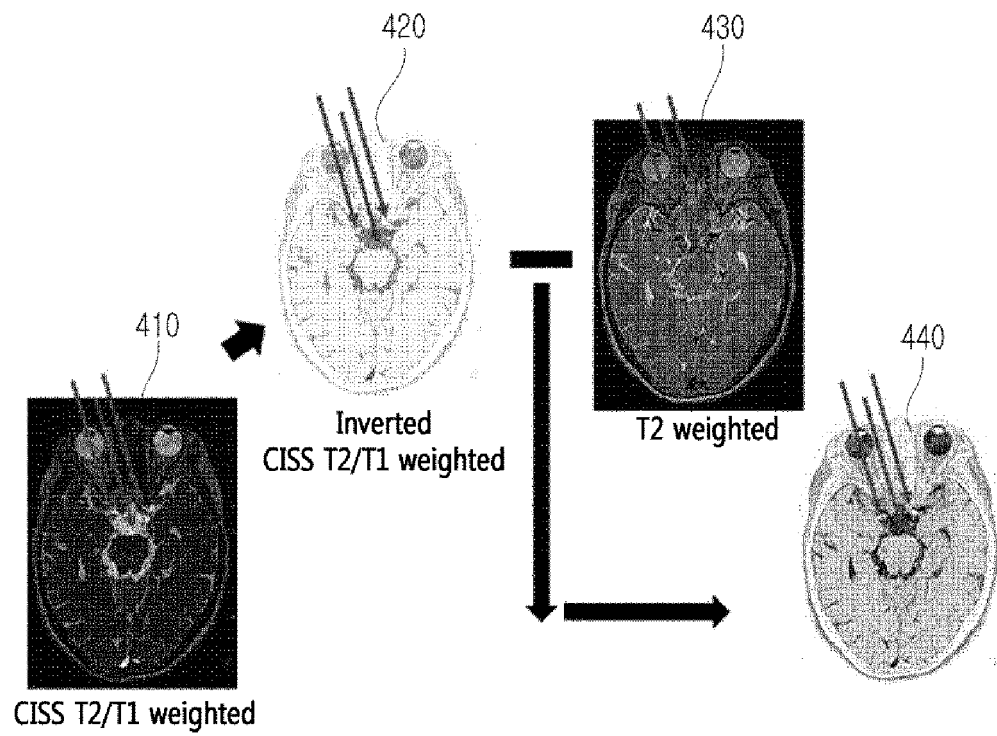 420
430
410
440
Inverted
CISS T2/T1 weighted
T2 weighted
CISS T2/T1 weighted